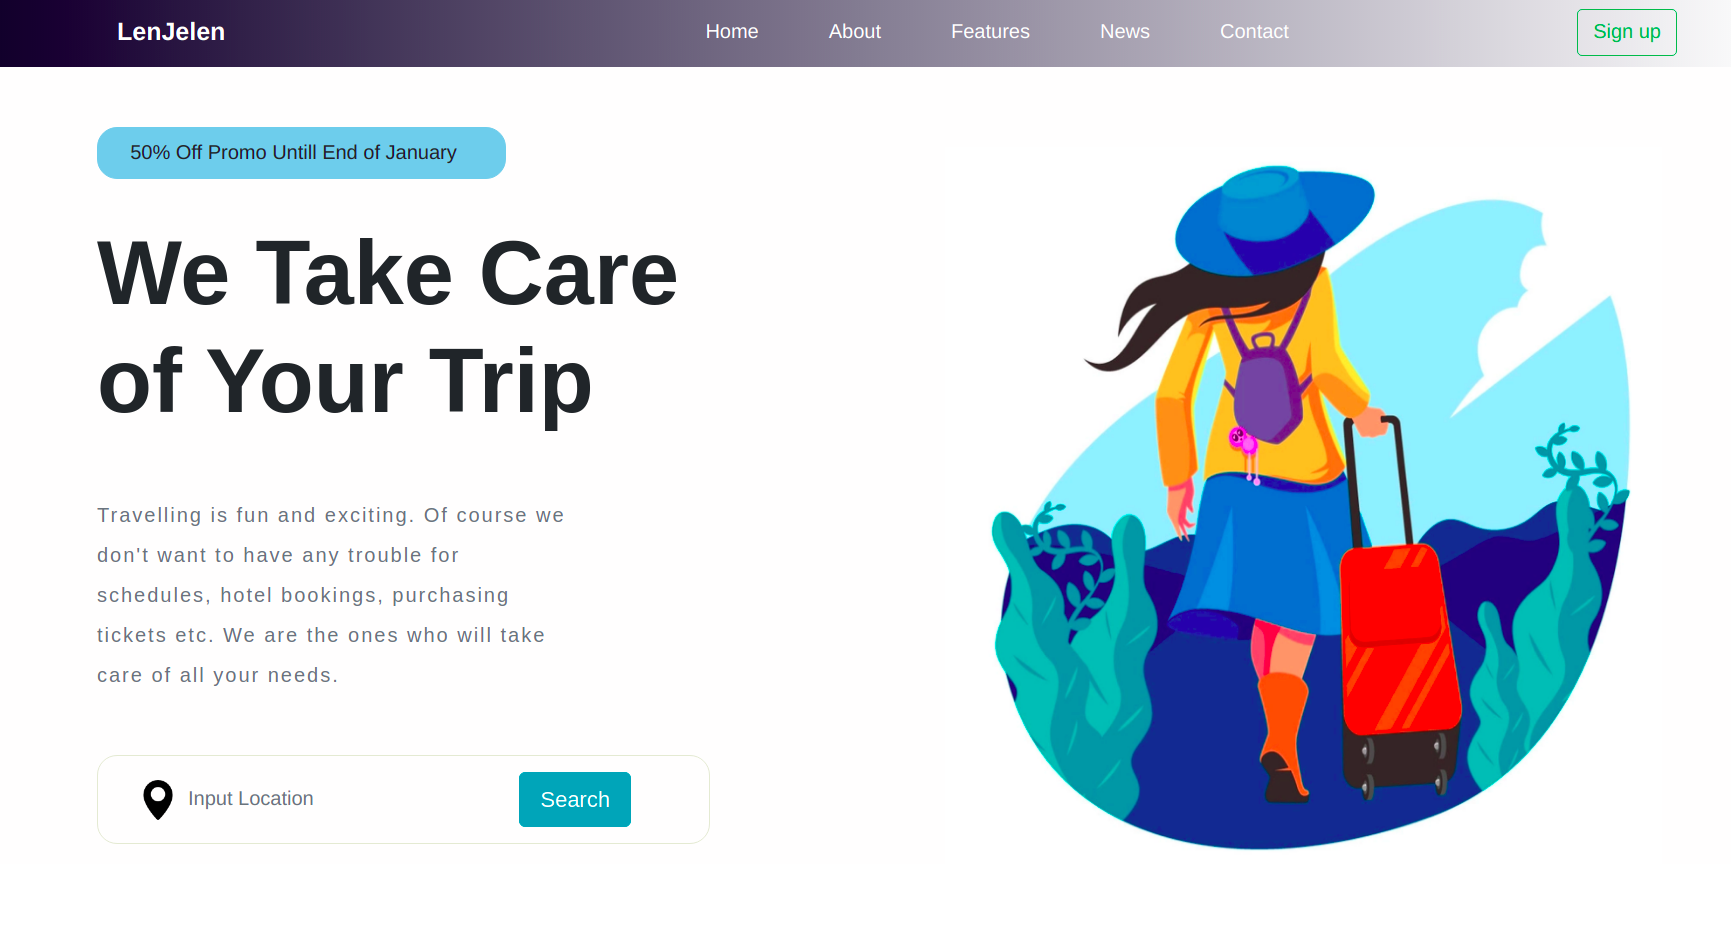 LenJelen
Home About Features News Contact
Sign up
50% Off Promo Untill End of January
We Take Care
of Your Trip
Travelling is fun and exciting. Of course we
don't want to have any trouble for
schedules, hotel bookings, purchasing
tickets etc. We are the ones who will take
care of all your needs.
Input Location
Search